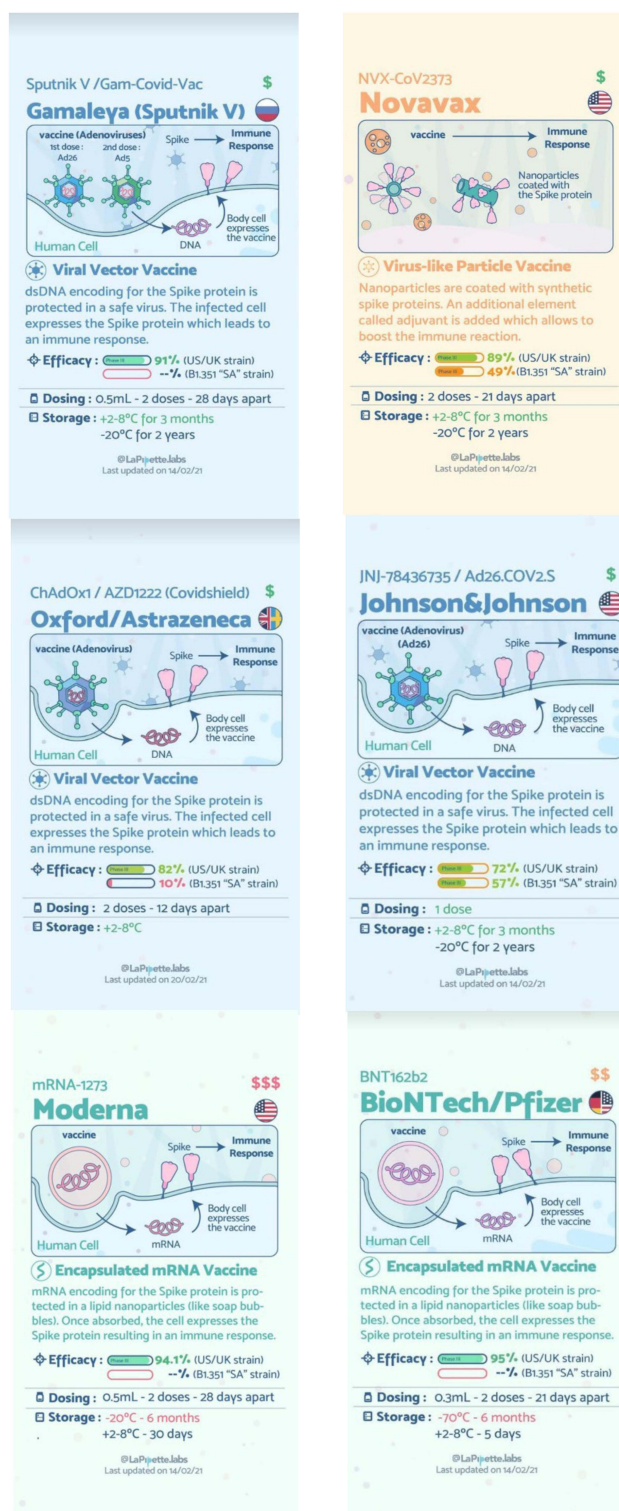 Sputnik V /Gam-Covid-Vac $
Gamaleya (Sputnik V)
vaccine (Adenoviruses)
1st dose : 2nd dose :
Ad26 Ad5
Spike
Immune
Response
Body cell
expresses
the vaccine
DNA
Human Cell
Viral Vector Vaccine
dsDNA encoding for the Spike protein is
protected in a safe virus. The infected cell
expresses the Spike protein which leads to
an immune response.
Efficacy : Phase III 91% (US/UK strain)
--% (B1.351 "SA" strain)
Dosing : 0.5mL - 2 doses - 28 days apart
Storage : +2-8°C for 3 months
-20°C for 2 years
@LaPipette.labs
Last updated on 14/02/21
NVX-CoV2373 $
Novavax
vaccine
Immune
Response
Nanoparticles
coated with
the Spike protein
Virus-like Particle Vaccine
Nanoparticles are coated with synthetic
spike proteins. An additional element
called adjuvant is added which allows to
boost the immune reaction.
Efficacy : Phase III 89% (US/UK strain)
Phase III 49% (B1.351 "SA" strain)
Dosing : 2 doses - 21 days apart
Storage : +2-8°C for 3 months
-20°C for 2 years
@LaPipette.labs
Last updated on 14/02/21
ChAdOx1 / AZD1222 (Covidshield) $
Oxford/Astrazeneca
vaccine (Adenovirus)
Spike
Immune
Response
Body cell
expresses
the vaccine
DNA
Human Cell
Viral Vector Vaccine
dsDNA encoding for the Spike protein is
protected in a safe virus. The infected cell
expresses the Spike protein which leads to
an immune response.
Efficacy : Phase III 82% (US/UK strain)
10% (B1.351 "SA" strain)
Dosing : 2 doses - 12 days apart
Storage : +2-8°C
@LaPipette.labs
Last updated on 20/02/21
JNJ-78436735 / Ad26.COV2.S $
Johnson&Johnson
vaccine (Adenovirus)
(Ad26)
Spike
Immune
Response
Body cell
expresses
the vaccine
DNA
Human Cell
Viral Vector Vaccine
dsDNA encoding for the Spike protein is
protected in a safe virus. The infected cell
expresses the Spike protein which leads to
an immune response.
Efficacy : Phase III 72% (US/UK strain)
Phase III 57% (B1.351 "SA" strain)
Dosing : 1 dose
Storage : +2-8°C for 3 months
-20°C for 2 years
@LaPipette.labs
Last updated on 14/02/21
mRNA-1273 $$$
Moderna
vaccine
Spike
Immune
Response
Body cell
expresses
the vaccine
mRNA
Human Cell
Encapsulated mRNA Vaccine
mRNA encoding for the Spike protein is pro-
tected in a lipid nanoparticles (like soap bub-
bles). Once absorbed, the cell expresses the
Spike protein resulting in an immune response.
Efficacy : Phase III 94.1% (US/UK strain)
--% (B1.351 "SA" strain)
Dosing : 0.5mL - 2 doses - 28 days apart
Storage : -20°C - 6 months
+2-8°C - 30 days
@LaPipette.labs
Last updated on 14/02/21
BNT162b2 $$
BioNTech/Pfizer
vaccine
Spike
Immune
Response
Body cell
expresses
the vaccine
mRNA
Human Cell
Encapsulated mRNA Vaccine
mRNA encoding for the Spike protein is pro-
tected in a lipid nanoparticles (like soap bub-
bles). Once absorbed, the cell expresses the
Spike protein resulting in an immune response.
Efficacy : Phase III 95% (US/UK strain)
--% (B1.351 "SA" strain)
Dosing : 0.3mL - 2 doses - 21 days apart
Storage : -70°C - 6 months
+2-8°C - 5 days
@LaPipette.labs
Last updated on 14/02/21